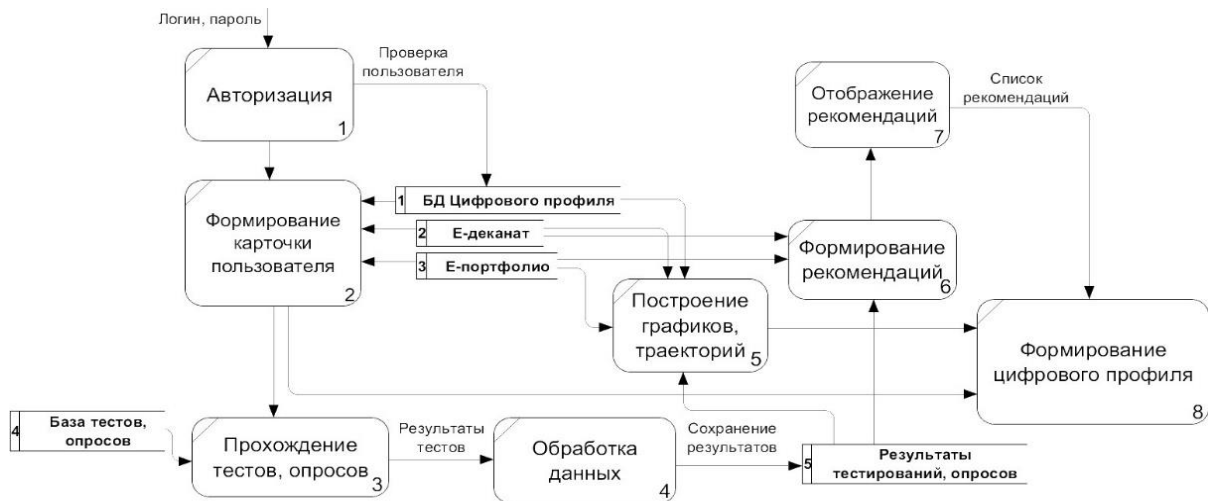 Логин, пароль
Авторизация
1
Проверка
пользователя
Формирование
карточки
пользователя
2
1 БД Цифрового профиля
2 Е-деканат
3 Е-портфолио
Отображение
рекомендаций
7
Список
рекомендаций
Формирование
рекомендаций
6
Построение
графиков,
траекторий
5
Формирование
цифрового профиля
8
4 База тестов,
опросов
Прохождение
тестов, опросов
3
Результаты
тестов
Обработка
данных
4
Сохранение
результатов
5 Результаты
тестирований, опросов